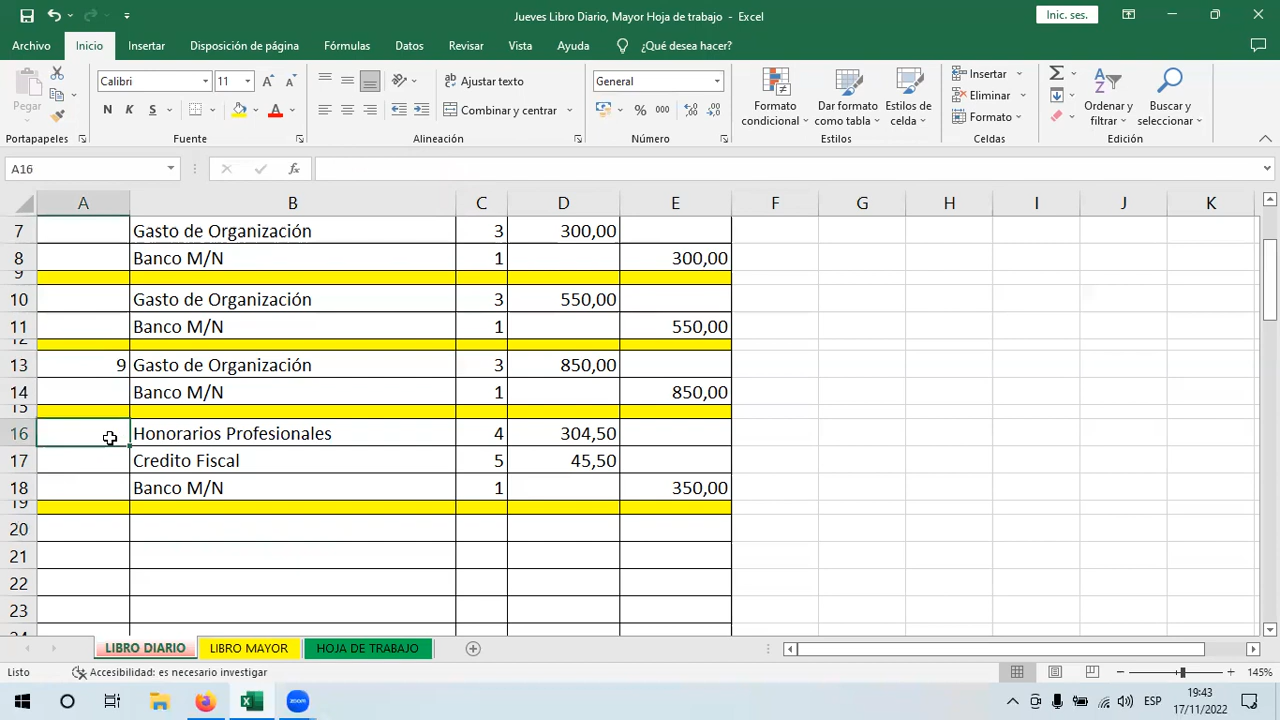 Jueves Libro Diario, Mayor Hoja de trabajo - Excel
Inic. ses.
Archivo Inicio Insertar Disposición de página Fórmulas Datos Revisar Vista Ayuda ¿Qué desea hacer?
Pegar
Calibri 11
N K S
Ajustar texto
Combinar y centrar
General
% 000
Formato condicional
Dar formato como tabla
Estilos de celda
Insertar
Eliminar
Formato
Ordenar y filtrar
Buscar y seleccionar
Portapapeles Fuente Alineación Número Estilos Celdas Edición
A16 fx
A B C D E F G H I J K
7 Gasto de Organización 3 300,00
8 Banco M/N 1 300,00
9
10 Gasto de Organización 3 550,00
11 Banco M/N 1 550,00
12
13 9 Gasto de Organización 3 850,00
14 Banco M/N 1 850,00
15
16 Honorarios Profesionales 4 304,50
17 Credito Fiscal 5 45,50
18 Banco M/N 1 350,00
19
20
21
22
23
24
LIBRO DIARIO LIBRO MAYOR HOJA DE TRABAJO
Listo Accesibilidad: es necesario investigar 145%
zoom
ESP
19:43
17/11/2022